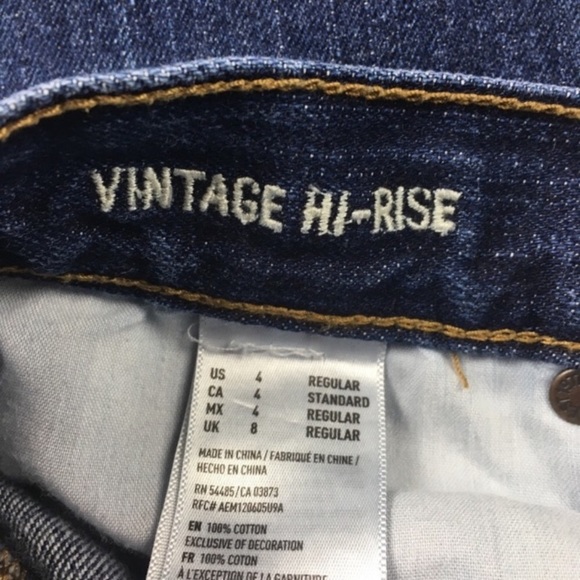 VINTAGE HI-RISE
US 4 REGULAR
CA 4 STANDARD
MX 4 REGULAR
UK 8 REGULAR
MADE IN CHINA / FABRIQUÉ EN CHINE /
HECHO EN CHINA
RN 54485/CA 03873
RFC# AEM120605U9A
EN 100% COTTON
EXCLUSIVE OF DECORATION
FR 100% COTON
À L'EXCEPTION DE LA GARNITURE